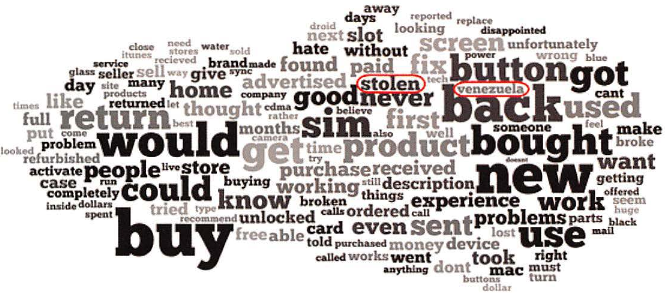 away
days reported replace
droid looking disappointed
close next slot screen unfortunately
itunes need water hate without tech power wrong blue
service stores sold found paid fix button got
recieved brand made
glass seller sell way give sync advertised stolen venezuela cant
day site many home company good never back used
products
times like returned let thought cdma rather believe first someone feel make
full return best months sim also well bought broke
put come would camera get time product
problem try doesnt want
looked refurbished people live store purchase received new getting
activate could buying working still description offered
case run things experience work seem
completely know broken huge
inside dollars tried type unlocked calls ordered call sent problems parts black
spent buy recommend free able card even lost use mail
told purchased money device took right
called works went dont mac must
anything buttons turn
dollar